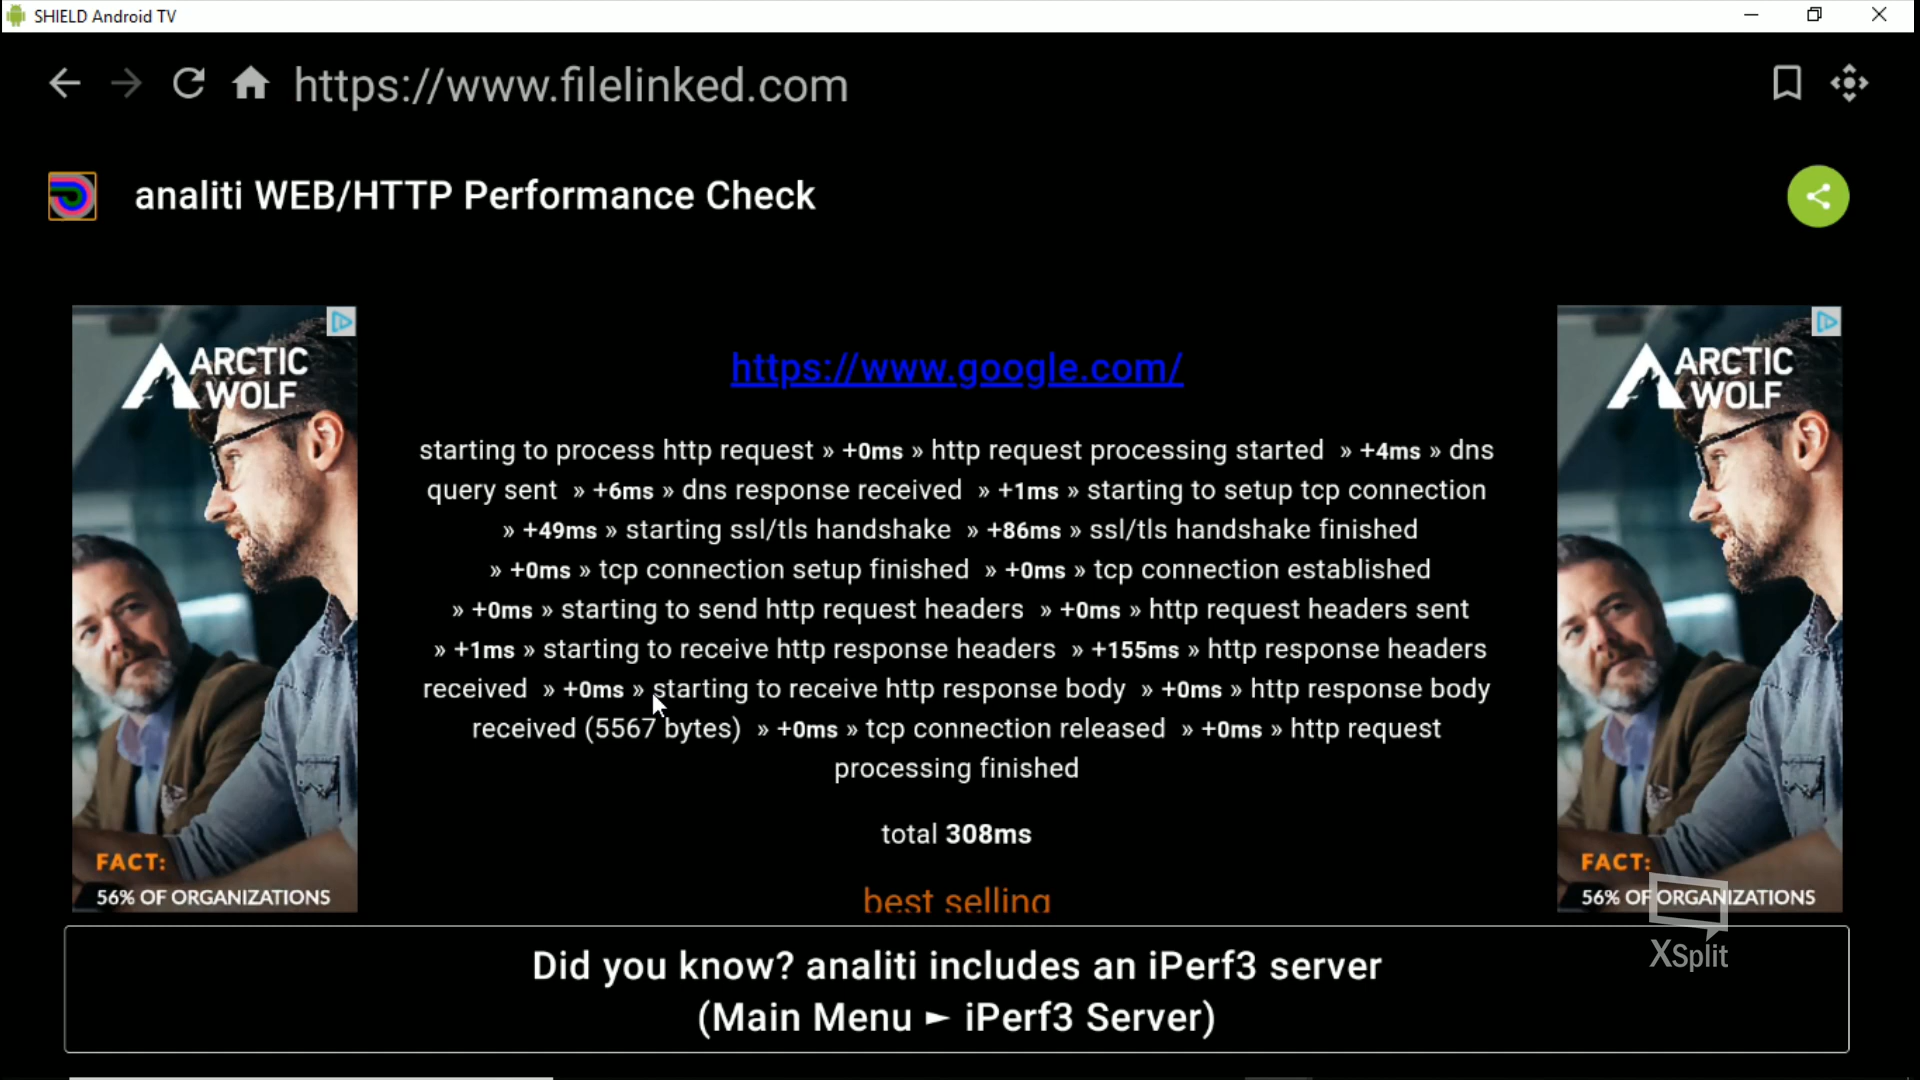 SHIELD Android TV
https://www.filelinked.com
analiti WEB/HTTP Performance Check
ARCTIC
WOLF
FACT:
56% OF ORGANIZATIONS
https://www.google.com/
starting to process http request » +0ms » http request processing started » +4ms » dns
query sent » +6ms » dns response received » +1ms » starting to setup tcp connection
» +49ms » starting ssl/tls handshake » +86ms » ssl/tls handshake finished
» +0ms » tcp connection setup finished » +0ms » tcp connection established
» +0ms » starting to send http request headers » +0ms » http request headers sent
» +1ms » starting to receive http response headers » +155ms » http response headers
received » +0ms » starting to receive http response body » +0ms » http response body
received (5567 bytes) » +0ms » tcp connection released » +0ms » http request
processing finished
total 308ms
best selling
ARCTIC
WOLF
FACT:
56% OF ORGANIZATIONS
XSplit
Did you know? analiti includes an iPerf3 server
(Main Menu ► iPerf3 Server)